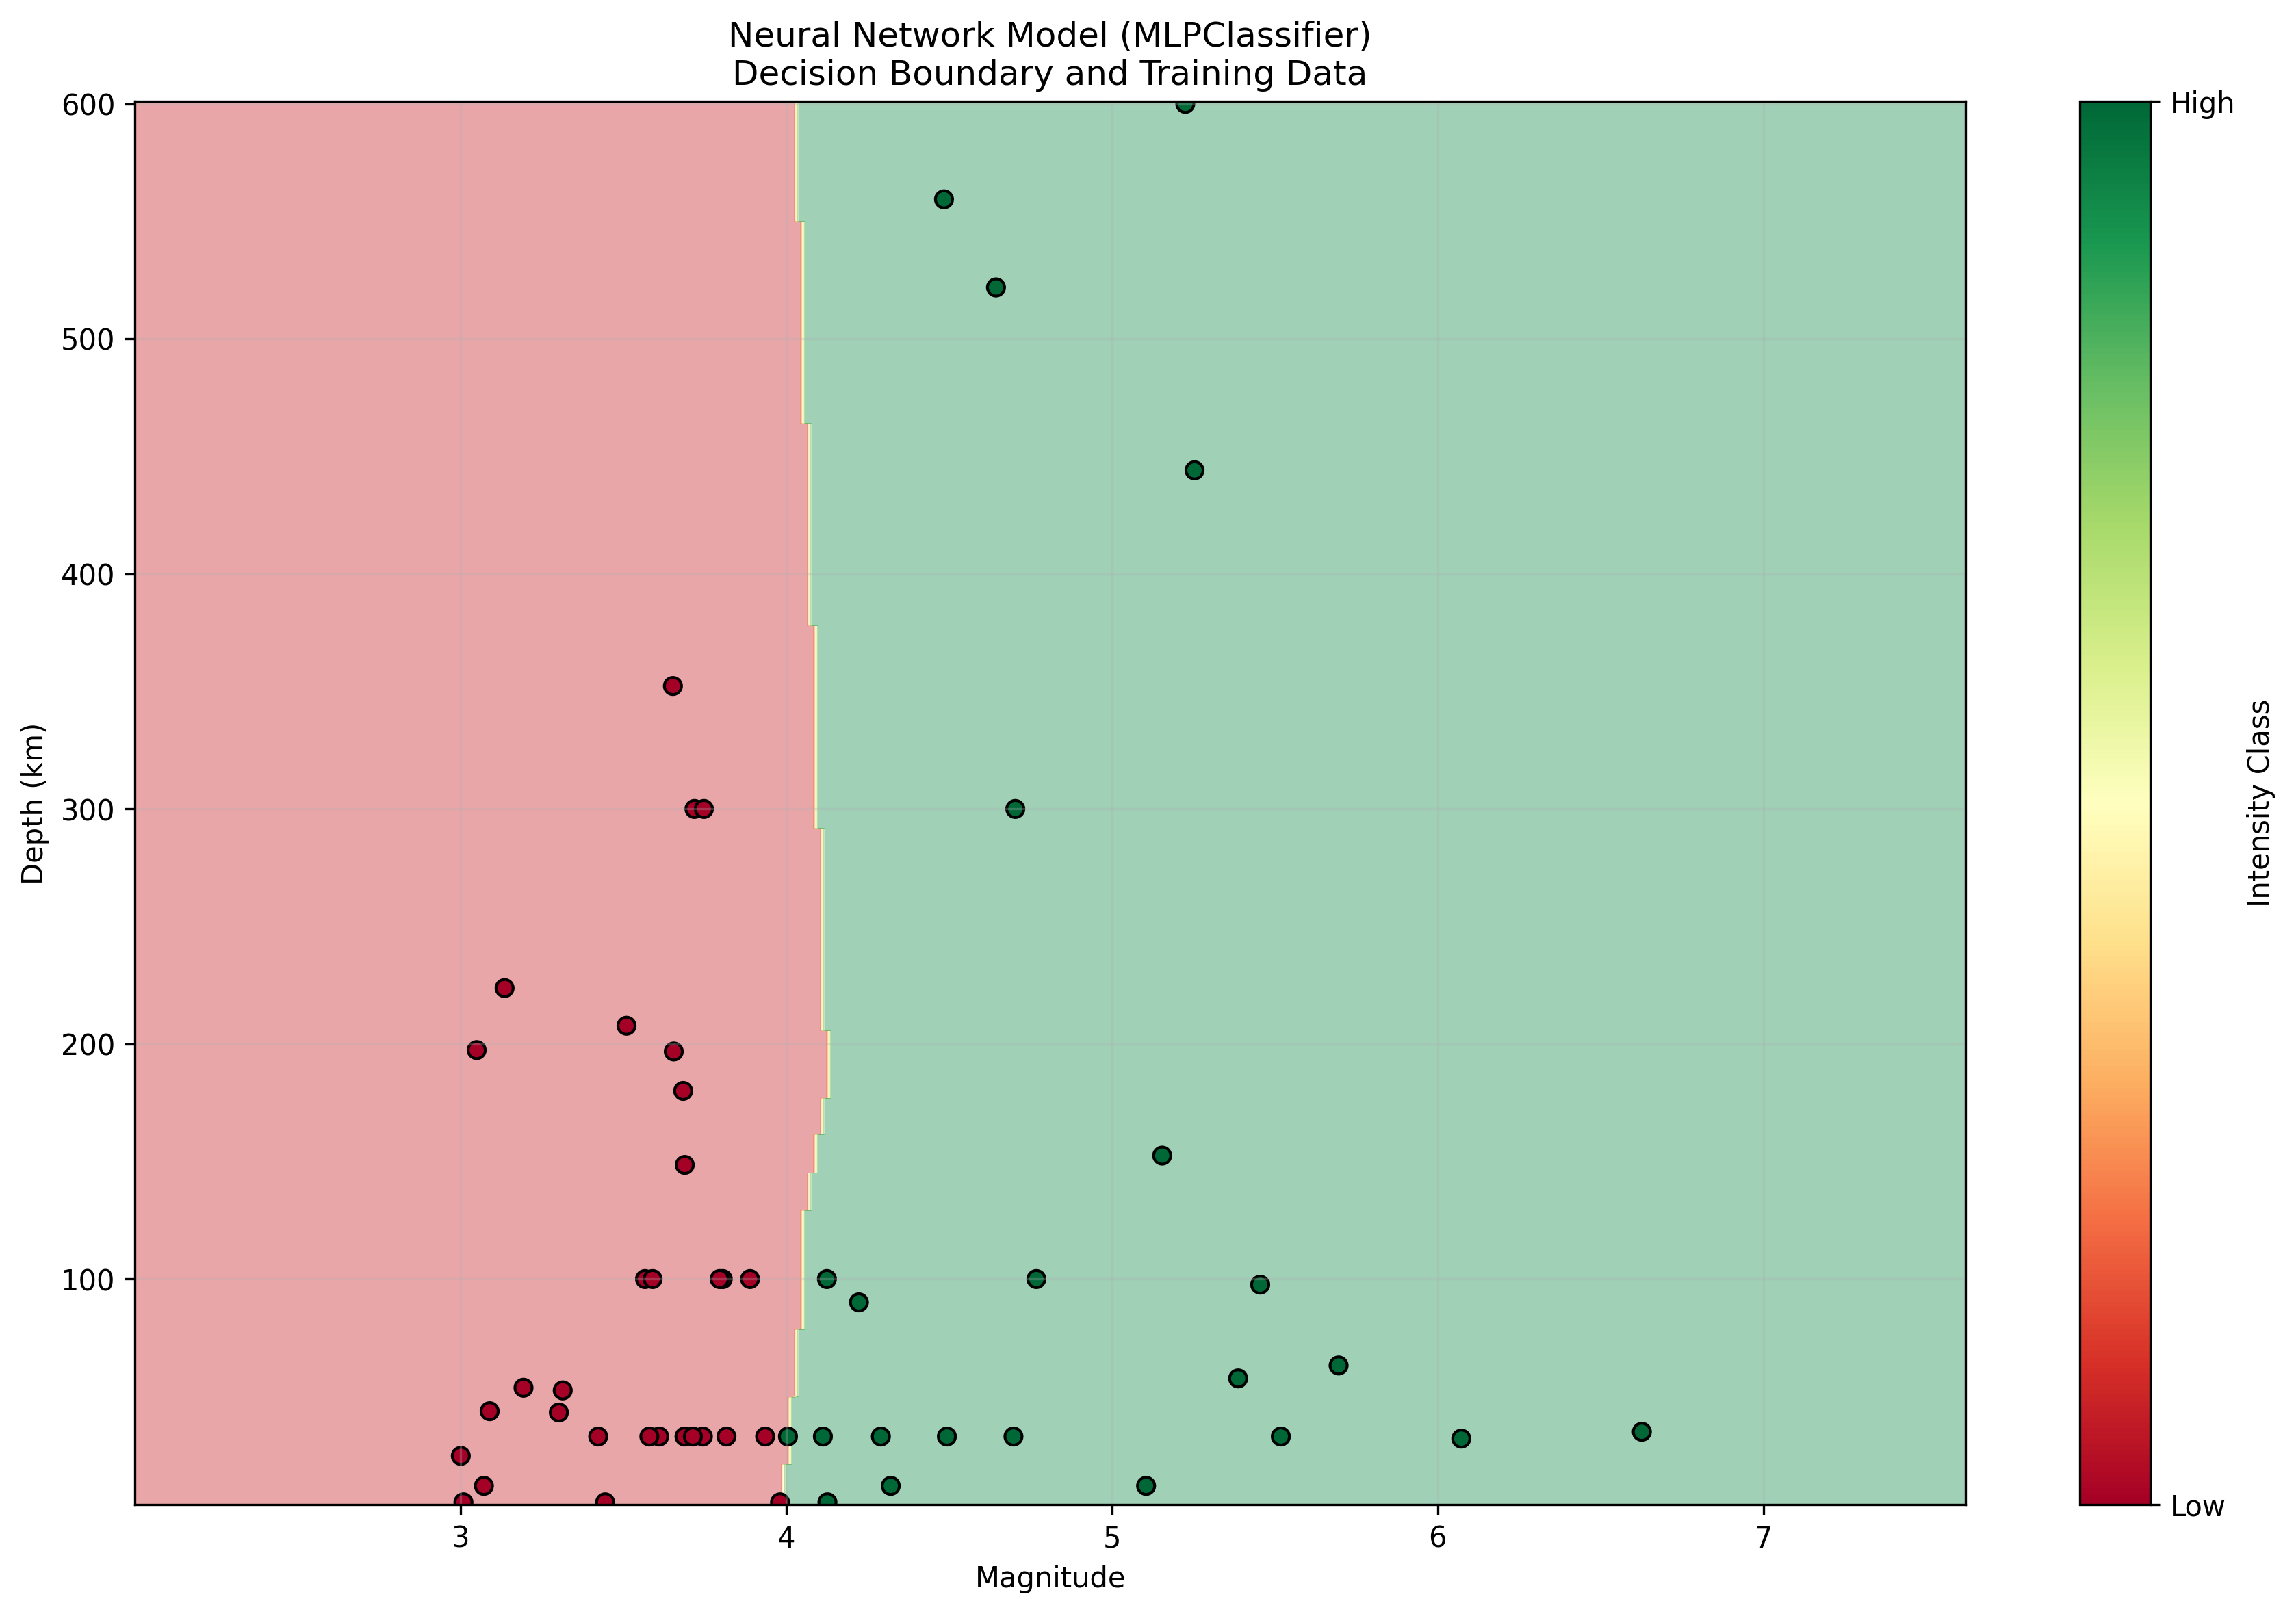 Neural Network Model (MLPClassifier)
Decision Boundary and Training Data
600
500
400
300
200
100
Depth (km)
3
4
5
6
7
Magnitude
High
Low
Intensity Class